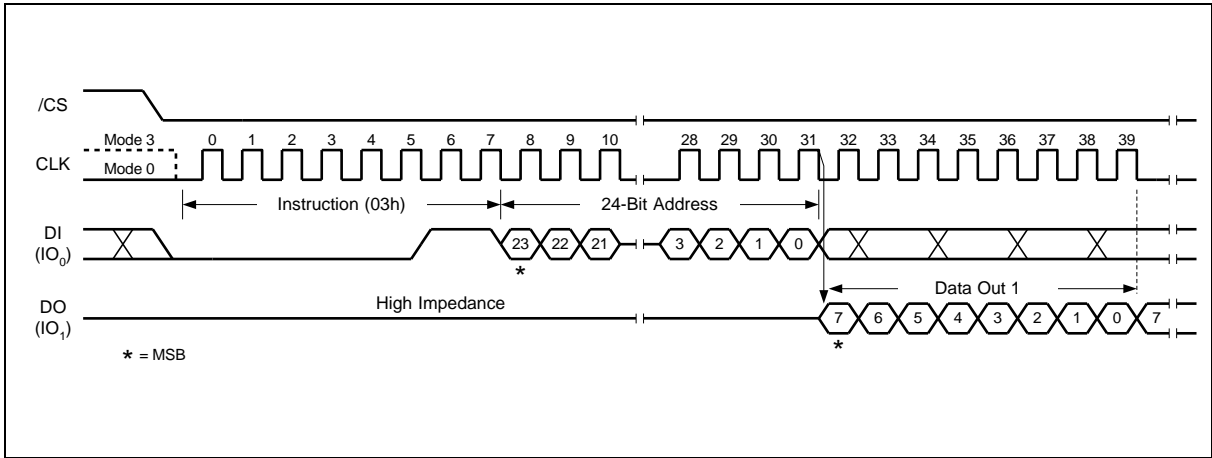 /CS
Mode 3 0 1 2 3 4 5 6 7 8 9 10 28 29 30 31 32 33 34 35 36 37 38 39
CLK Mode 0
Instruction (03h) 24-Bit Address
DI
(IO0) 23 22 21 3 2 1 0
*
High Impedance Data Out 1
DO
(IO1) 7 6 5 4 3 2 1 0 7
*
* = MSB